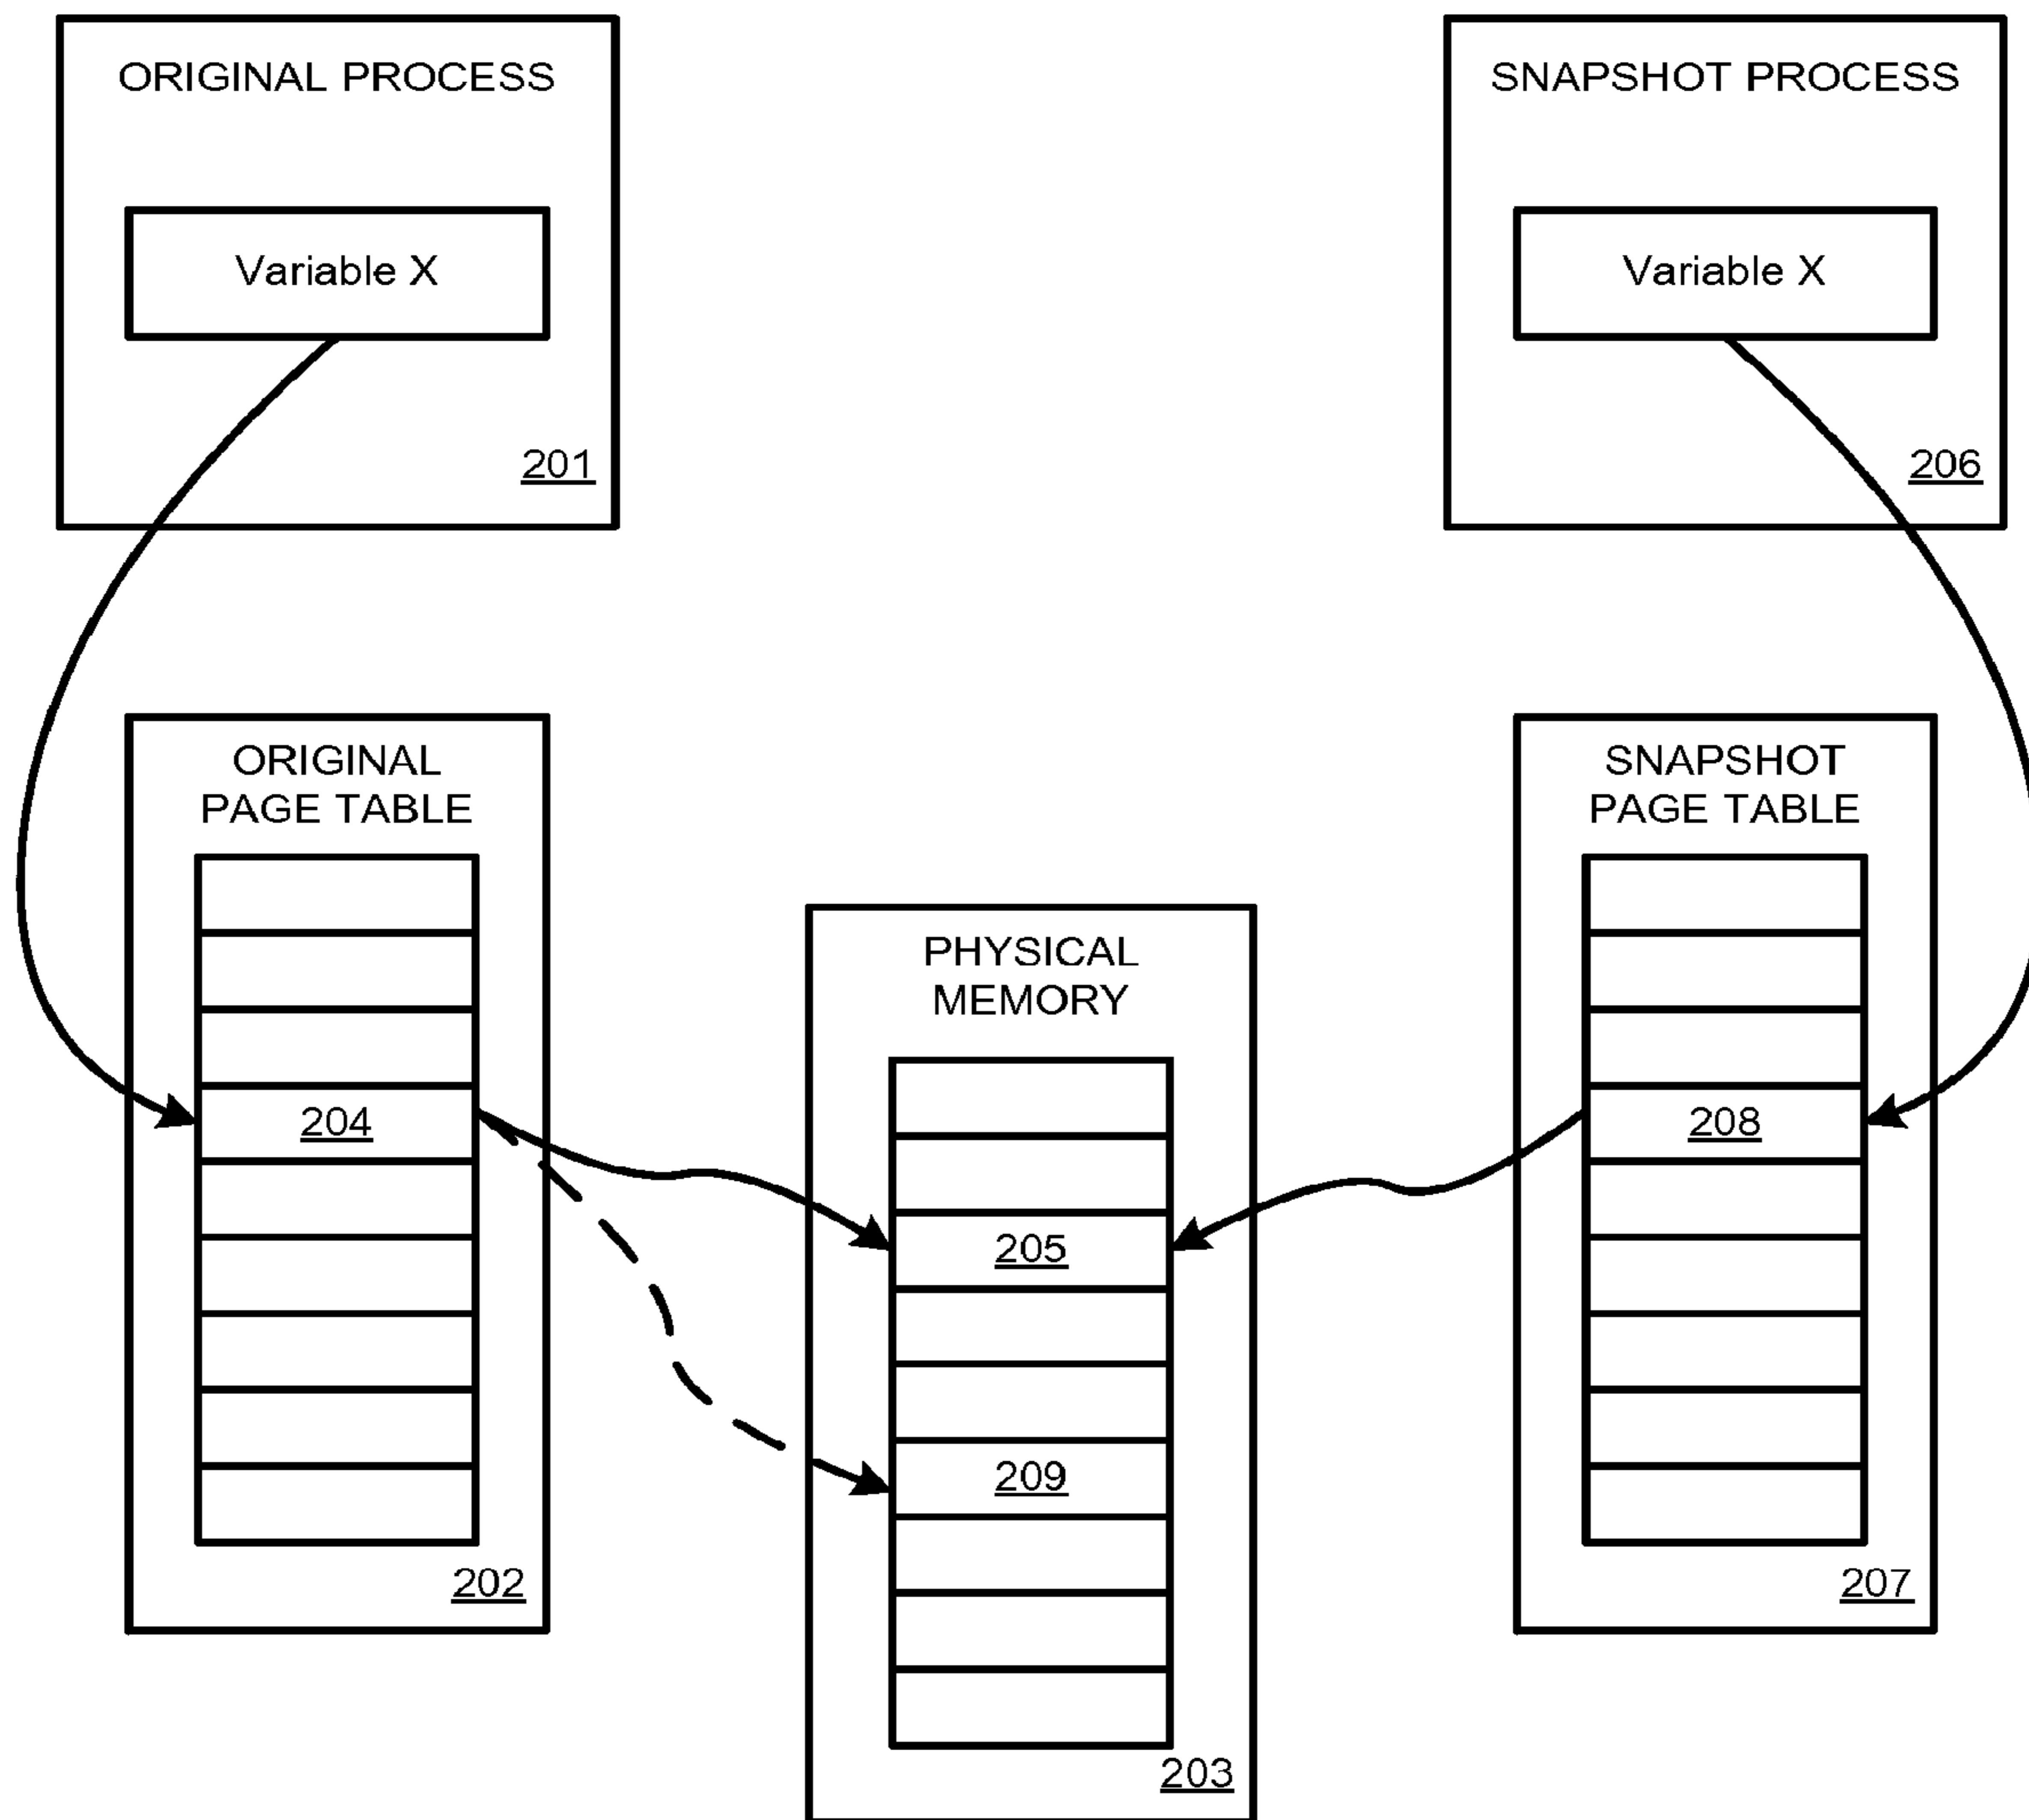 ORIGINAL PROCESS
Variable X
201
SNAPSHOT PROCESS
Variable X
206
ORIGINAL
PAGE TABLE
204
202
PHYSICAL
MEMORY
205
209
203
SNAPSHOT
PAGE TABLE
208
207